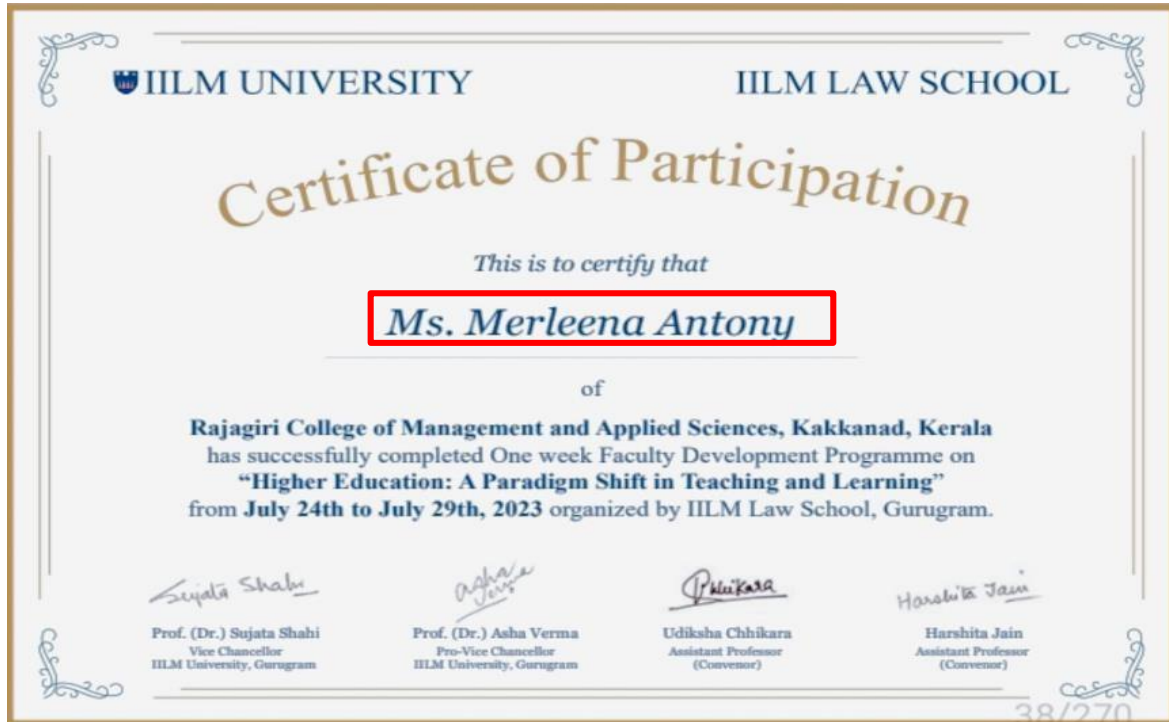 IILM UNIVERSITY
IILM LAW SCHOOL
Certificate of Participation
This is to certify that
Ms. Merleena Antony
of
Rajagiri College of Management and Applied Sciences, Kakkanad, Kerala
has successfully completed One week Faculty Development Programme on
“Higher Education: A Paradigm Shift in Teaching and Learning”
from July 24th to July 29th, 2023 organized by IILM Law School, Gurugram.
Sujata Shahi
Asha Verma
Chhikara
Harshita Jain
Prof. (Dr.) Sujata Shahi
Vice Chancellor
IILM University, Gurugram
Prof. (Dr.) Asha Verma
Pro-Vice Chancellor
IILM University, Gurugram
Udiksha Chhikara
Assistant Professor
(Convenor)
Harshita Jain
Assistant Professor
(Convenor)
38/270